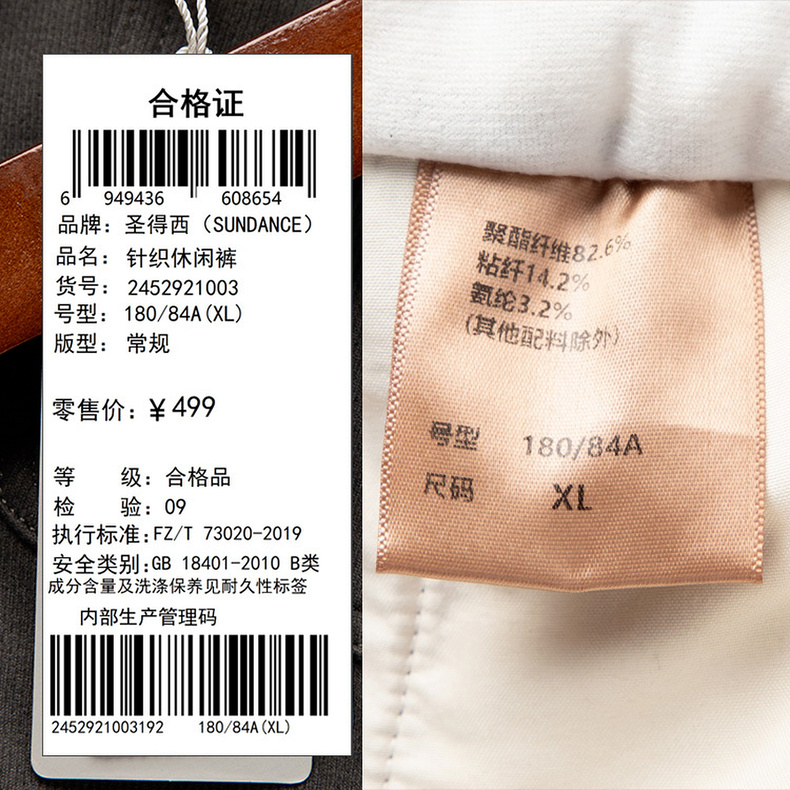 合格证
6 949436 608654
品牌: 圣得西 (SUNDANCE)
品名: 针织休闲裤
货号: 2452921003
号型: 180/84A(XL)
版型: 常规
零售价: ¥499
等 级: 合格品
检 验: 09
执行标准: FZ/T 73020-2019
安全类别: GB 18401-2010 B类
成分含量及洗涤保养见耐久性标签
内部生产管理码
2452921003192 180/84A(XL)
聚酯纤维82.6%
粘纤14.2%
氨纶3.2%
(其他配料除外)
号型 180/84A
尺码 XL